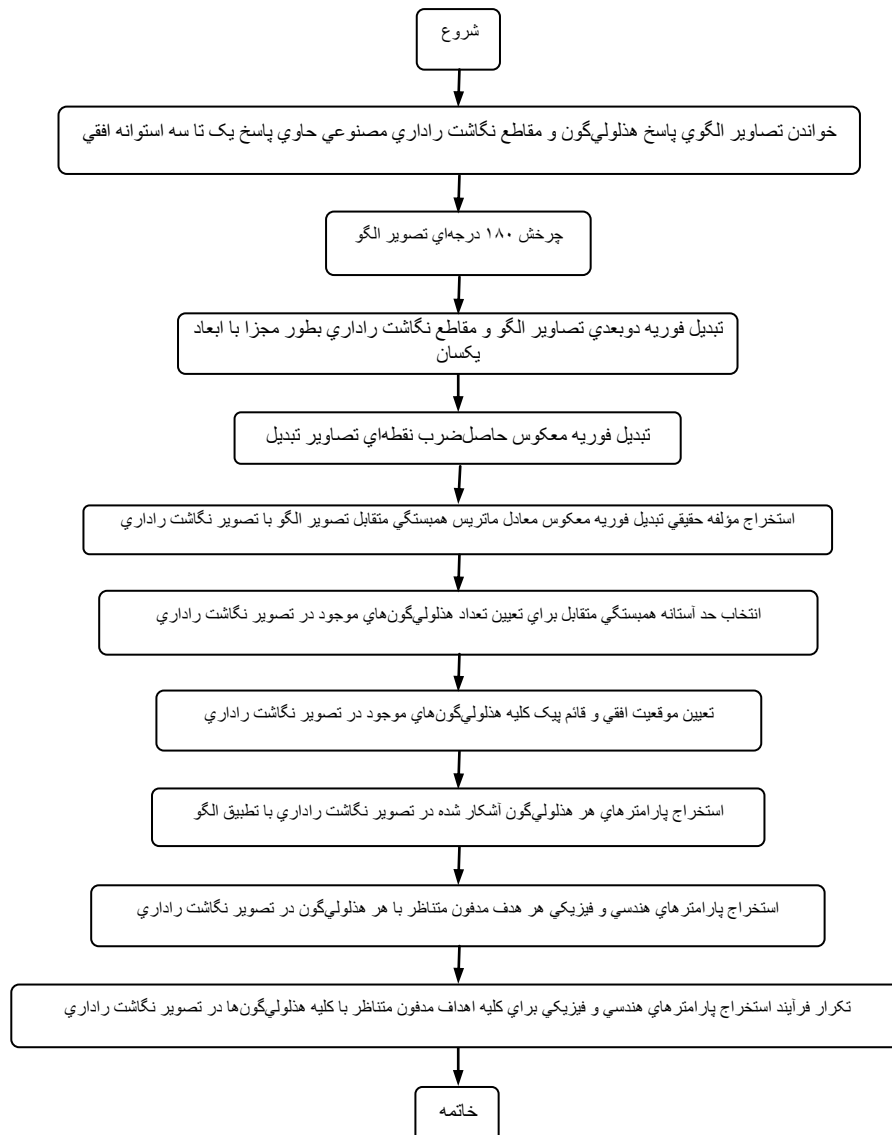 شروع
خواندن تصاوير الگوي پاسخ هذلولي‌گون و مقاطع نگاشت راداري مصنوعي حاوي پاسخ يک تا سه استوانه افقي
چرخش ۱۸۰ درجه‌اي تصوير الگو
تبديل فوريه دوبعدي تصاوير الگو و مقاطع نگاشت راداري بطور مجزا با ابعاد
يکسان
تبديل فوريه معکوس حاصل‌ضرب نقطه‌اي تصاوير تبديل
استخراج مؤلفه حقيقي تبديل فوريه معکوس معادل ماتريس همبستگي متقابل تصوير الگو با تصوير نگاشت راداري
انتخاب حد آستانه همبستگي متقابل براي تعيين تعداد هذلولي‌گون‌هاي موجود در تصوير نگاشت راداري
تعيين موقعيت افقي و قائم پيک کليه هذلولي‌گون‌هاي موجود در تصوير نگاشت راداري
استخراج پارامترهاي هر هذلولي‌گون آشکار شده در تصوير نگاشت راداري با تطبيق الگو
استخراج پارامترهاي هندسي و فيزيکي هر هدف مدفون متناظر با هر هذلولي‌گون در تصوير نگاشت راداري
تکرار فرآيند استخراج پارامترهاي هندسي و فيزيکي براي کليه اهداف مدفون متناظر با کليه هذلولي‌گون‌ها در تصوير نگاشت راداري
خاتمه